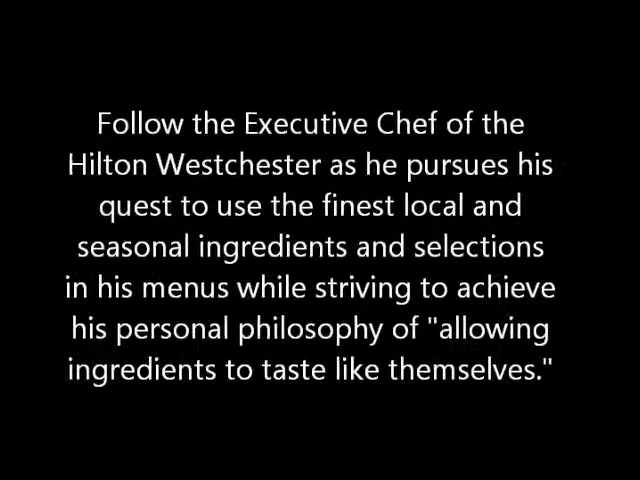 Follow the Executive Chef of the
Hilton Westchester as he pursues his
quest to use the finest local and
seasonal ingredients and selections
in his menus while striving to achieve
his personal philosophy of "allowing
ingredients to taste like themselves."